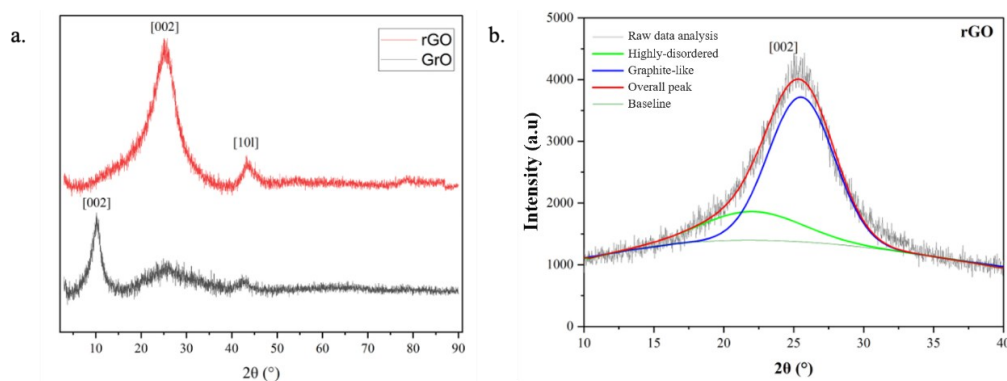 a.
[002]
rGO
GrO
[10l]
[002]
10 20 30 40 50 60 70 80 90
2θ (°)
b.
5000
rGO
Raw data analysis
Highly-disordered
Graphite-like
Overall peak
Baseline
[002]
4000
3000
2000
1000
0
Intensity (a.u)
10 15 20 25 30 35 40
2θ (°)